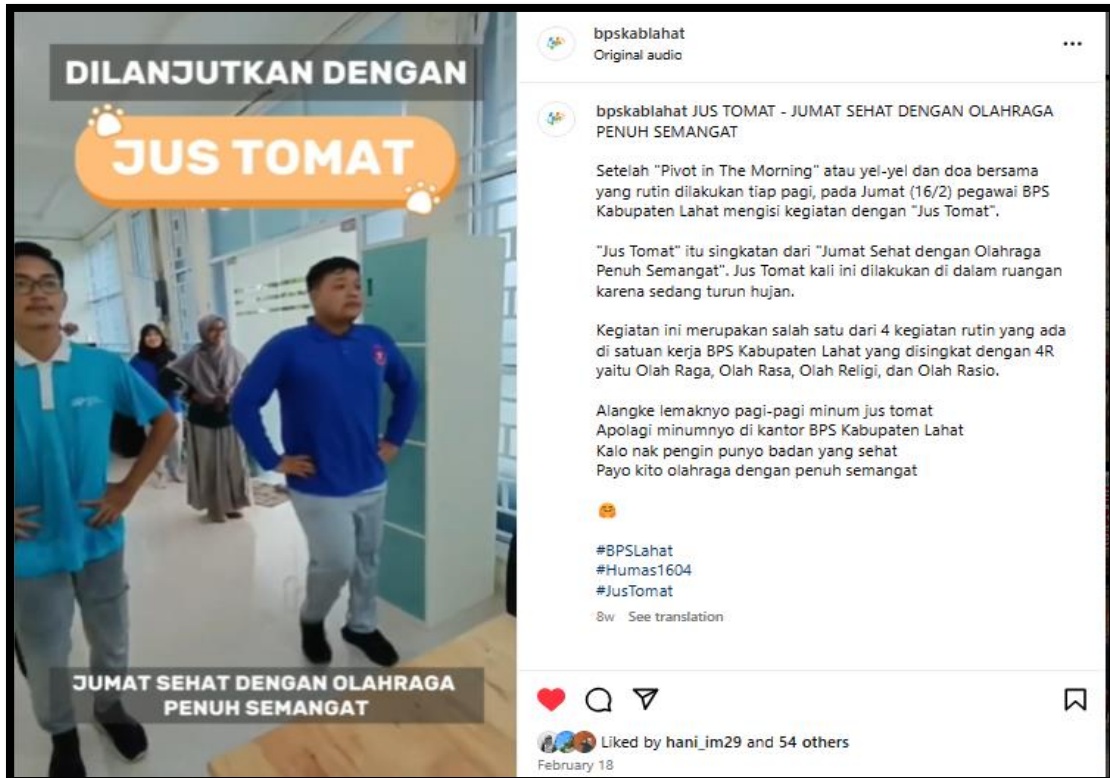 DILANJUTKAN DENGAN
JUS TOMAT
JUMAT SEHAT DENGAN OLAHRAGA
PENUH SEMANGAT
bpskablahat
Original audio
bpskablahat JUS TOMAT - JUMAT SEHAT DENGAN OLAHRAGA
PENUH SEMANGAT
Setelah "Pivot in The Morning" atau yel-yel dan doa bersama
yang rutin dilakukan tiap pagi, pada Jumat (16/2) pegawai BPS
Kabupaten Lahat mengisi kegiatan dengan "Jus Tomat".
"Jus Tomat" itu singkatan dari "Jumat Sehat dengan Olahraga
Penuh Semangat". Jus Tomat kali ini dilakukan di dalam ruangan
karena sedang turun hujan.
Kegiatan ini merupakan salah satu dari 4 kegiatan rutin yang ada
di satuan kerja BPS Kabupaten Lahat yang disingkat dengan 4R
yaitu Olah Raga, Olah Rasa, Olah Religi, dan Olah Rasio.
Alangke lemaknyo pagi-pagi minum jus tomat
Apolagi minumnyo di kantor BPS Kabupaten Lahat
Kalo nak pengin punyo badan yang sehat
Payo kito olahraga dengan penuh semangat
#BPSLahat
#Humas1604
#JusTomat
8w See translation
Liked by hani_im29 and 54 others
February 18